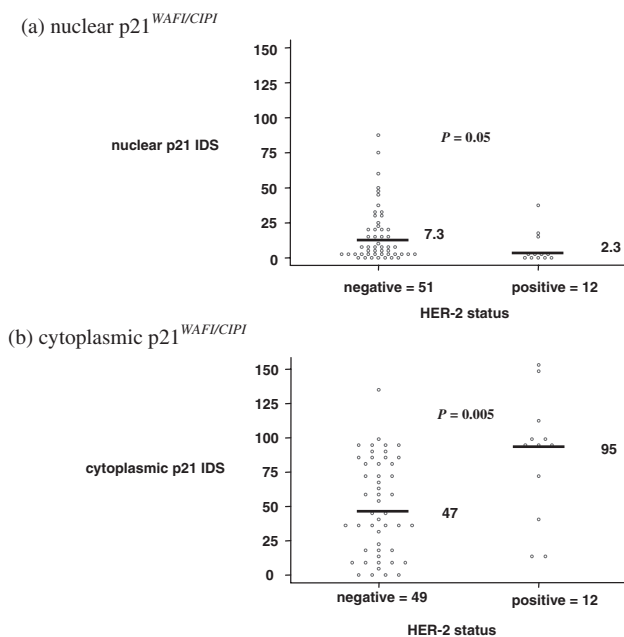 (a) nuclear p21WAFI/CIPI
150
125
100
75
50
25
0
nuclear p21 IDS
P = 0.05
7.3
2.3
negative = 51 positive = 12
HER-2 status
(b) cytoplasmic p21WAFI/CIPI
150
125
100
75
50
25
0
cytoplasmic p21 IDS
P = 0.005
95
47
negative = 49 positive = 12
HER-2 status